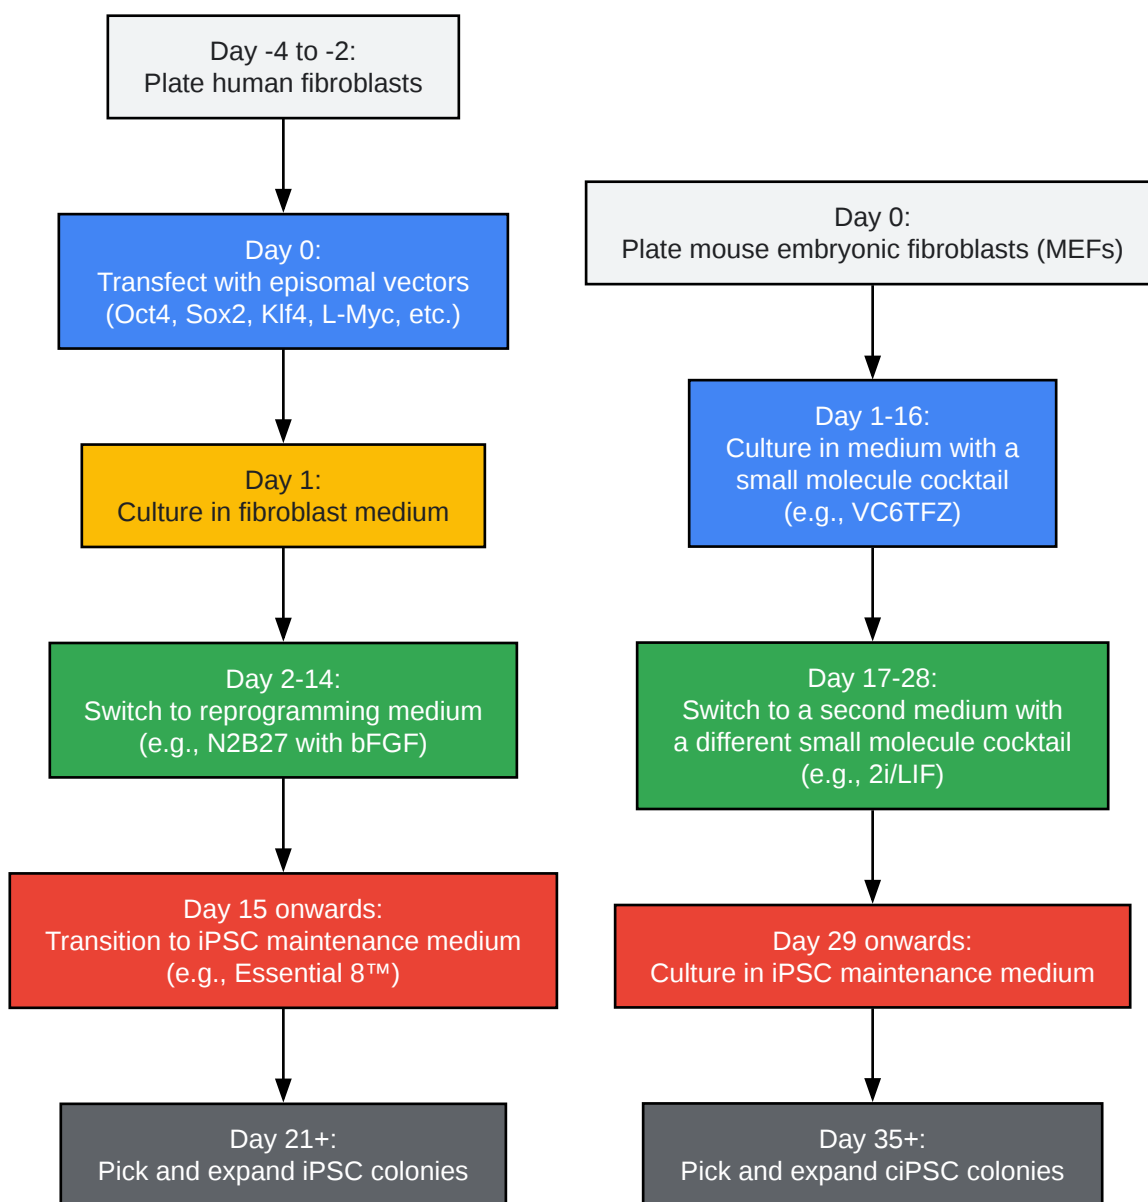 Day -4 to -2:
Plate human fibroblasts
Day 0:
Transfect with episomal vectors
(Oct4, Sox2, Klf4, L-Myc, etc.)
Day 1:
Culture in fibroblast medium
Day 2-14:
Switch to reprogramming medium
(e.g., N2B27 with bFGF)
Day 15 onwards:
Transition to iPSC maintenance medium
(e.g., Essential 8™)
Day 21+:
Pick and expand iPSC colonies
Day 0:
Plate mouse embryonic fibroblasts (MEFs)
Day 1-16:
Culture in medium with a
small molecule cocktail
(e.g., VC6TFZ)
Day 17-28:
Switch to a second medium with
a different small molecule cocktail
(e.g., 2i/LIF)
Day 29 onwards:
Culture in iPSC maintenance medium
Day 35+:
Pick and expand ciPSC colonies